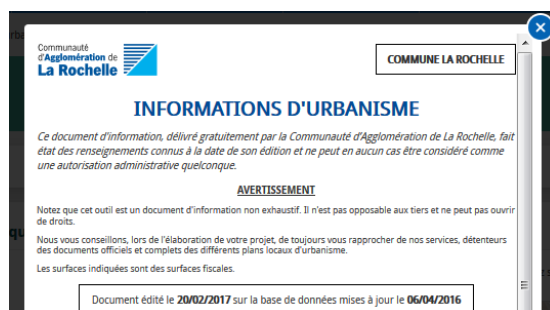 Communauté
d'Agglomération de
La Rochelle
COMMUNE LA ROCHELLE
INFORMATIONS D'URBANISME
Ce document d'information, délivré gratuitement par la Communauté d'Agglomération de La Rochelle, fait
état des renseignements connus à la date de son édition et ne peut en aucun cas être considéré comme
une autorisation administrative quelconque.
AVERTISSEMENT
Notez que cet outil est un document d'information non exhaustif. Il n'est pas opposable aux tiers et ne peut pas ouvrir
de droits.
Nous vous conseillons, lors de l'élaboration de votre projet, de toujours vous rapprocher de nos services, détenteurs
des documents officiels et complets des différents plans locaux d'urbanisme.
Les surfaces indiquées sont des surfaces fiscales.
Document édité le 20/02/2017 sur la base de données mises à jour le 06/04/2016